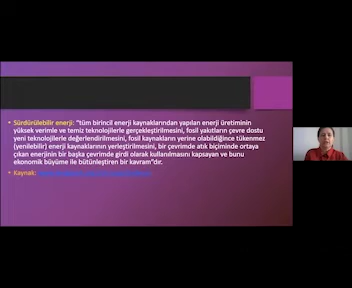 Sürdürülebilir enerji: "tüm birincil enerji kaynaklarından yapılan enerji üretiminin
yüksek verimle ve temiz teknolojilerle gerçekleştirilmesini, fosil yakıtların çevre dostu
yeni teknolojilerle değerlendirilmesini, fosil kaynakların yerine olabildiğince tükenmez
(yenilebilir) enerji kaynaklarının yerleştirilmesini, bir çevrimde atık biçiminde ortaya
çıkan enerjinin bir başka çevrimde girdi olarak kullanılmasını kapsayan ve bunu
ekonomik büyüme ile bütünleştiren bir kavram"dır.
Kaynak: